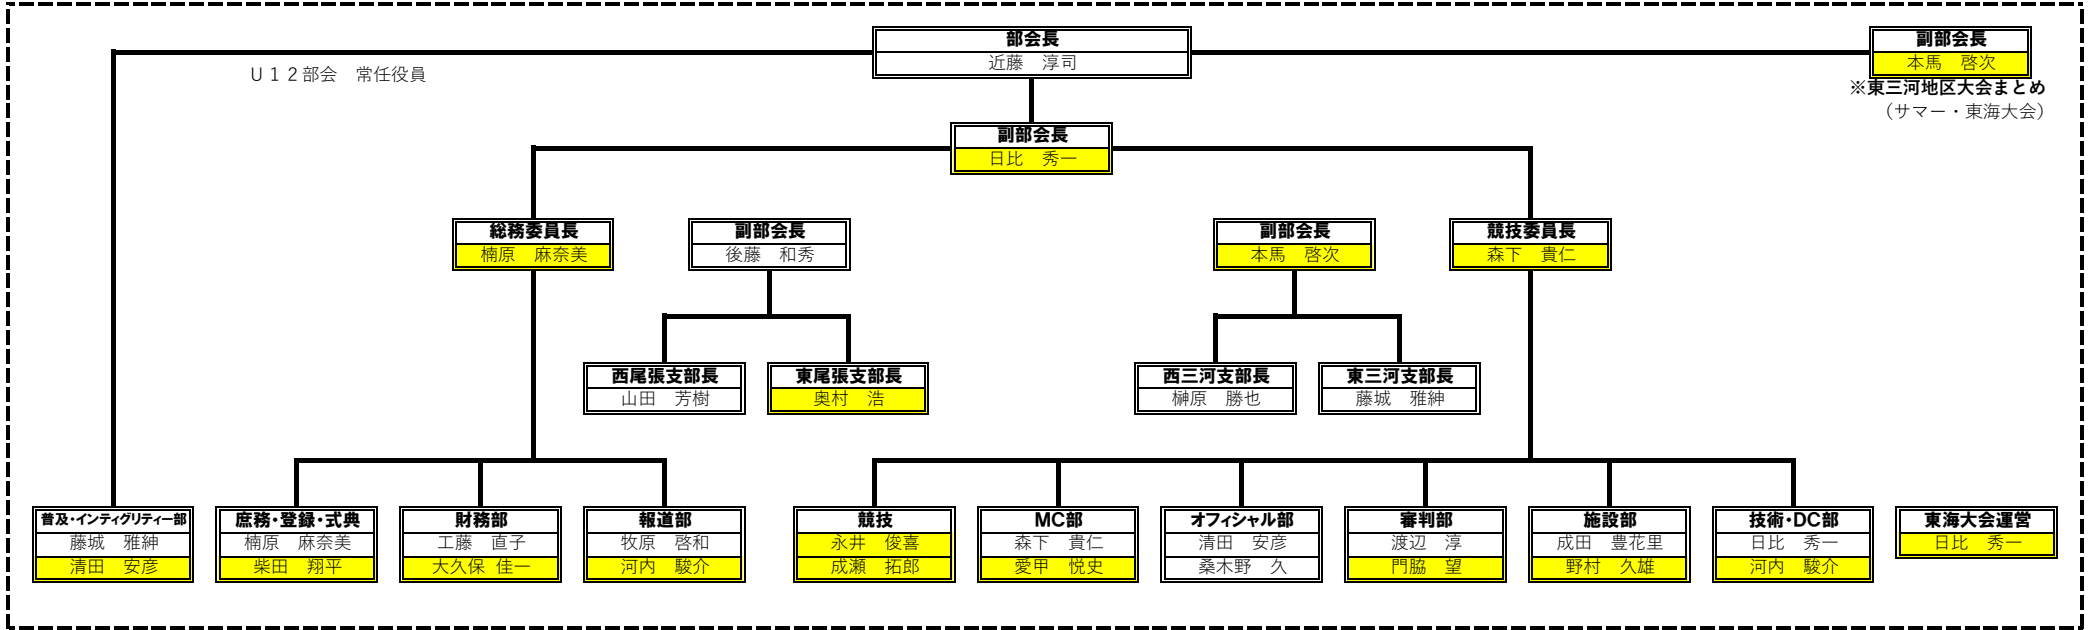 部会長
近藤　淳司
副部会長
本馬　啓次
※東三河地区大会まとめ
（サマー・東海大会）
Ｕ１２部会　常任役員
副部会長
日比　秀一
総務委員長
楠原　麻奈美
副部会長
後藤　和秀
副部会長
本馬　啓次
競技委員長
森下　貴仁
西尾張支部長
山田　芳樹
東尾張支部長
奥村　浩
西三河支部長
榊原　勝也
東三河支部長
藤城　雅紳
普及・インティグリティー部
藤城　雅紳
清田　安彦
庶務・登録・式典
楠原　麻奈美
柴田　翔平
財務部
工藤　直子
大久保 佳一
報道部
牧原　啓和
河内　駿介
競技
永井　俊喜
成瀬　拓郎
MC部
森下　貴仁
愛甲　悦史
オフィシャル部
清田　安彦
桑木野　久
審判部
渡辺　淳
門脇　望
施設部
成田　豊花里
野村　久雄
技術・DC部
日比　秀一
河内　駿介
東海大会運営
日比　秀一